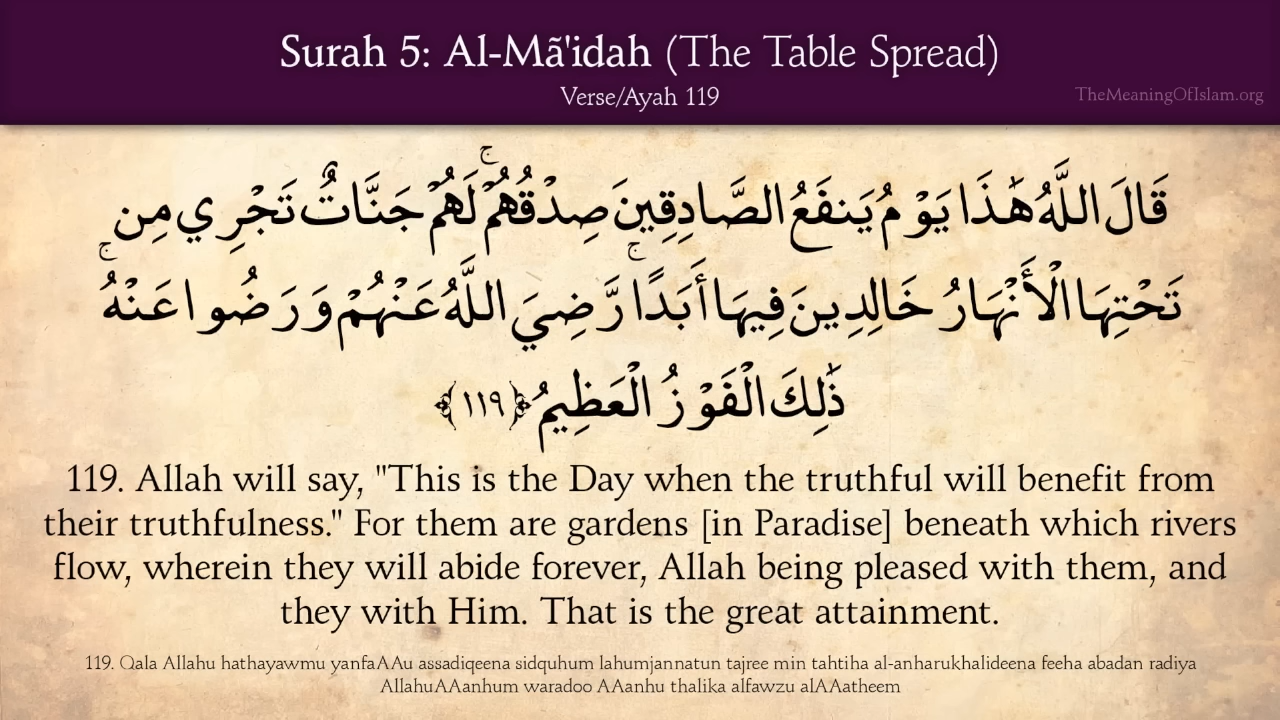 Surah 5: Al-Mã'idah (The Table Spread)
Verse/Ayah 119
TheMeaningOfIslam.org
قَالَ اللَّهُ هَٰذَا يَوْمُ يَنفَعُ الصَّادِقِينَ صِدْقُهُمْ ۚ لَهُمْ جَنَّاتٌ تَجْرِي مِن
تَحْتِهَا الْأَنْهَارُ خَالِدِينَ فِيهَا أَبَدًا ۚ رَّضِيَ اللَّهُ عَنْهُمْ وَرَضُوا عَنْهُ ۚ
ذَٰلِكَ الْفَوْزُ الْعَظِيمُ ﴿١١٩﴾
119. Allah will say, "This is the Day when the truthful will benefit from
their truthfulness." For them are gardens [in Paradise] beneath which rivers
flow, wherein they will abide forever, Allah being pleased with them, and
they with Him. That is the great attainment.
119. Qala Allahu hathayawmu yanfaAAu assadiqeena sidquhum lahumjannatun tajree min tahtiha al-anharukhalideena feeha abadan radiya
AllahuAAanhum waradoo AAanhu thalika alfawzu alAAatheem